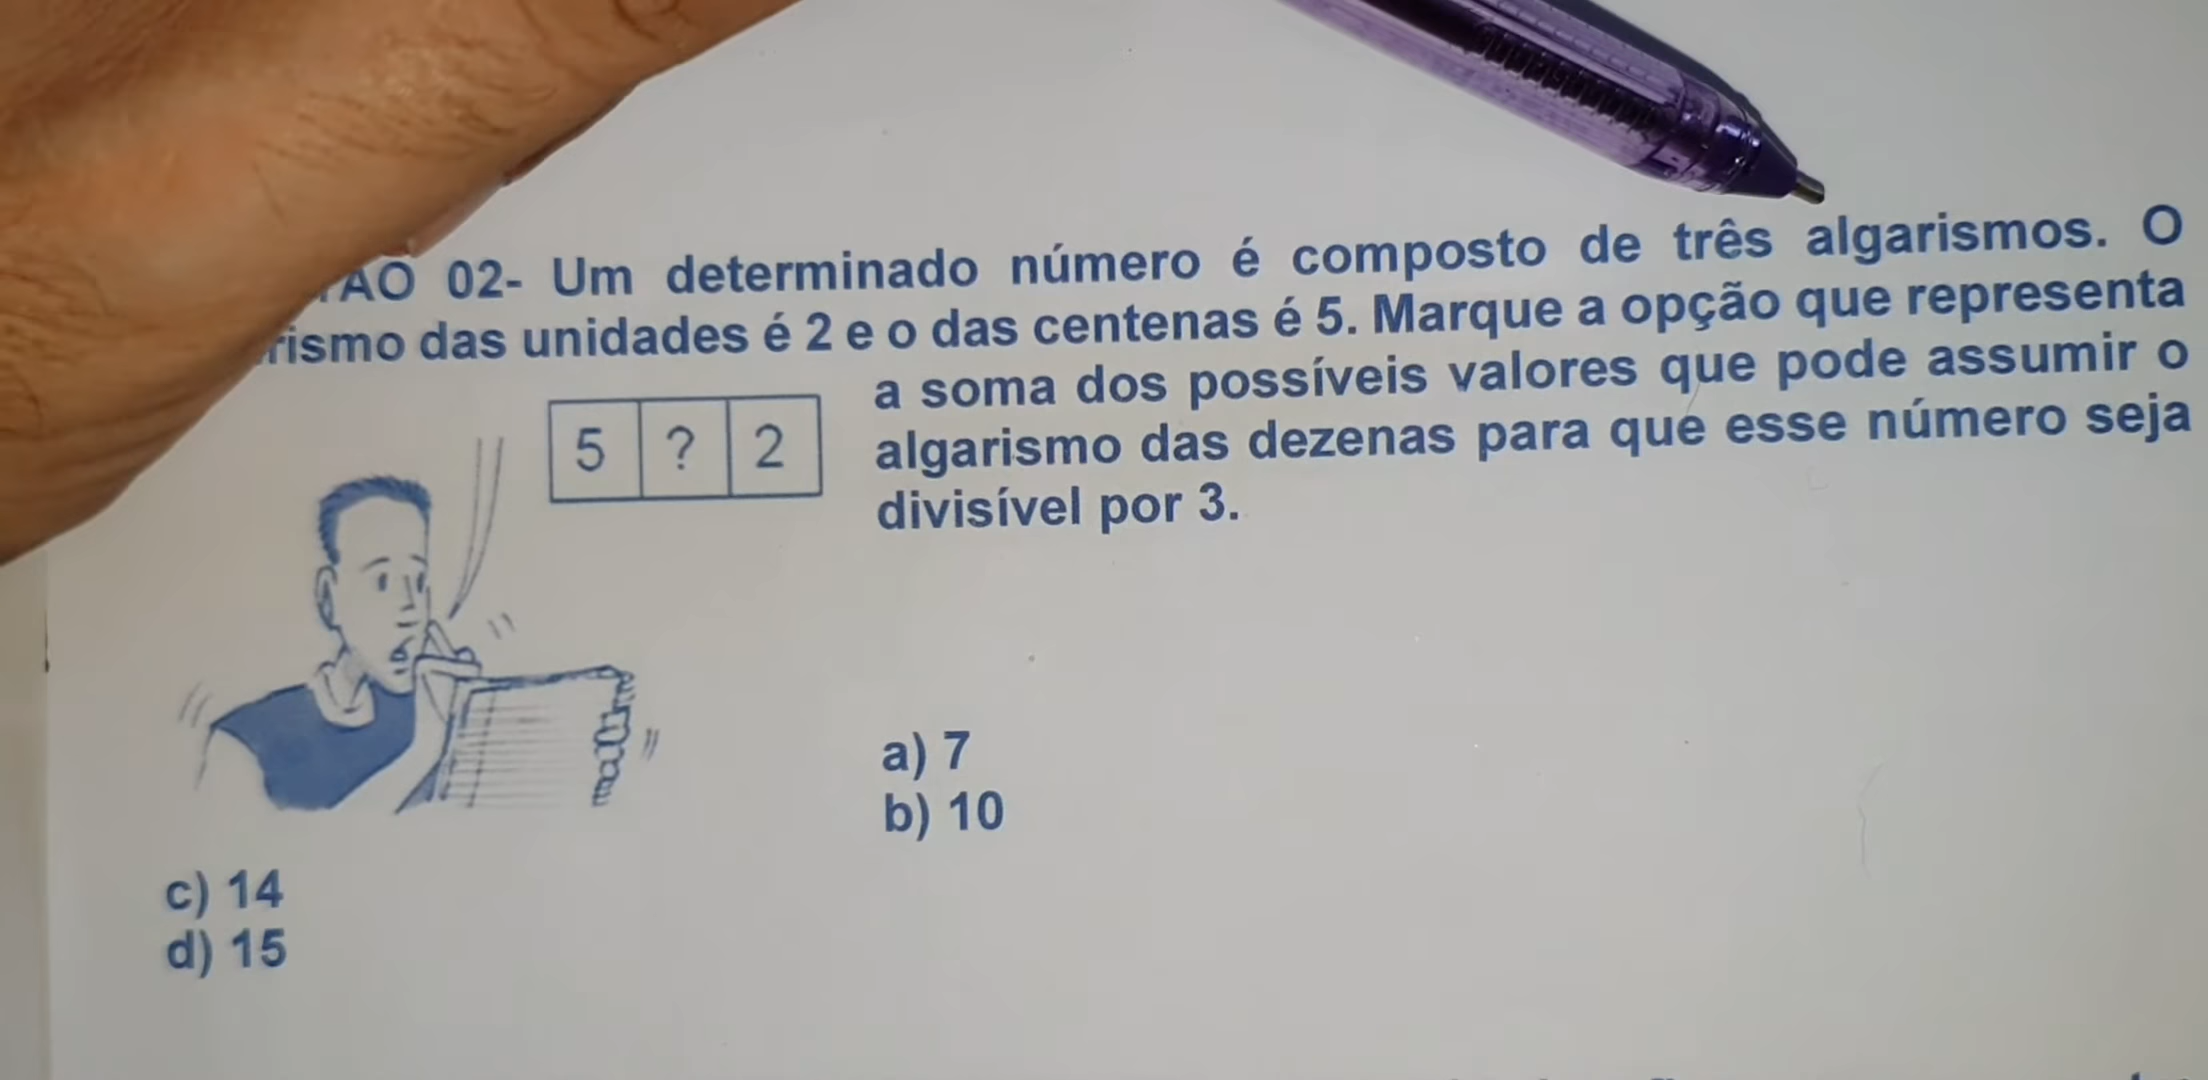 02- Um determinado número é composto de três algarismos. O
das unidades é 2 e o das centenas é 5. Marque a opção que representa
a soma dos possíveis valores que pode assumir o
5 ? 2
algarismo das dezenas para que esse número seja
divisível por 3.
a) 7
b) 10
c) 14
d) 15